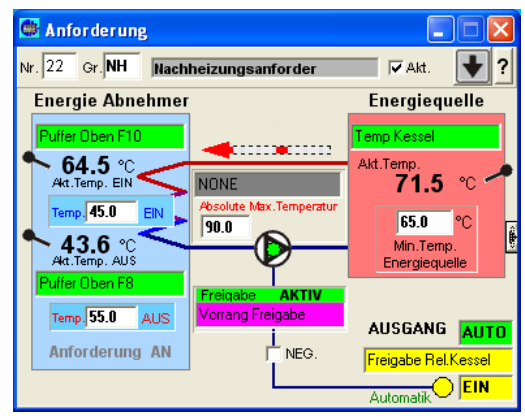 Anforderung
Nr. 22 Gr. NH Nachheizungsanforder Akt. ?
Energie Abnehmer
Energiequelle
Puffer Oben F10
Temp Kessel
64.5 °C
Akt.Temp. EIN
Akt.Temp.
71.5 °C
NONE
Absolute Max.Temperatur
90.0
Temp. 45.0 EIN
65.0 °C
Min.Temp.
Energiequelle
43.6 °C
Akt.Temp. AUS
Puffer Oben F8
Freigabe AKTIV
Vorrang Freigabe
Temp. 55.0 AUS
AUSGANG AUTO
Anforderung AN
NEG.
Freigabe Rel.Kessel
Automatik EIN